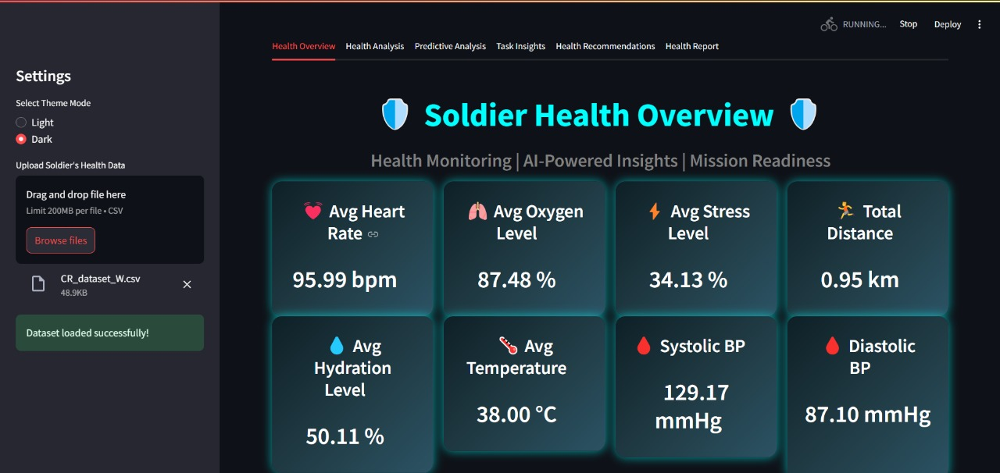 RUNNING...
Stop
Deploy
Health Overview
Health Analysis
Predictive Analysis
Task Insights
Health Recommendations
Health Report
Settings
Select Theme Mode
Light
Dark
Upload Soldier's Health Data
Drag and drop file here
Limit 200MB per file • CSV
Browse files
CR_dataset_W.csv
48.9KB
Dataset loaded successfully!
Soldier Health Overview
Health Monitoring | AI-Powered Insights | Mission Readiness
Avg Heart
Rate
95.99 bpm
Avg Oxygen
Level
87.48 %
Avg Stress
Level
34.13 %
Total
Distance
0.95 km
Avg
Hydration
Level
50.11 %
Avg
Temperature
38.00 °C
Systolic BP
129.17
mmHg
Diastolic
BP
87.10 mmHg